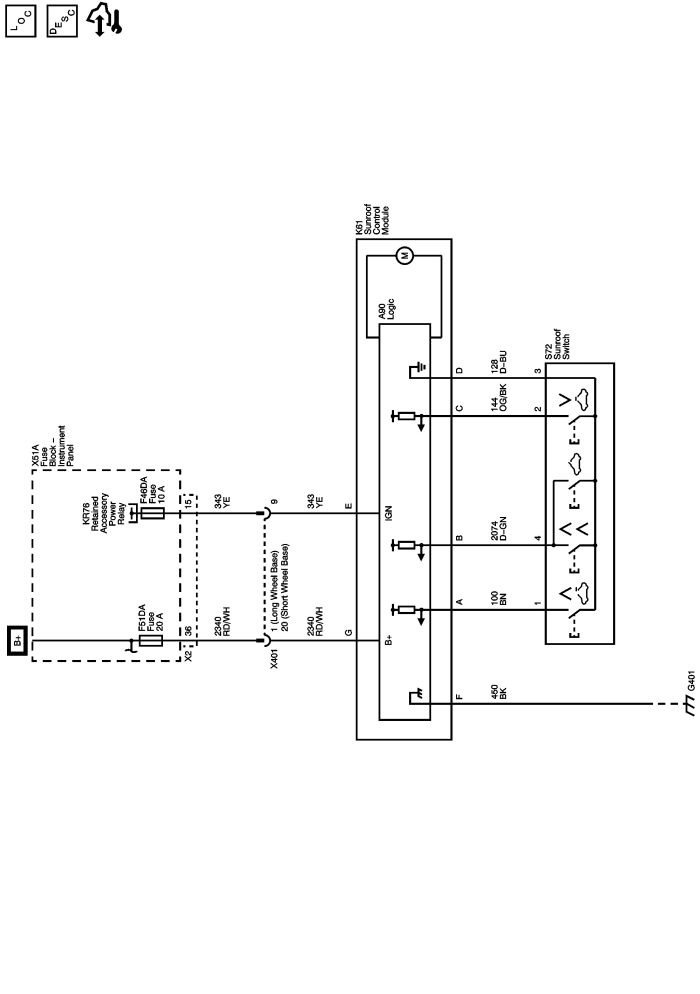 L O C
D E S C
B+
X51A
Fuse
Block –
Instrument
Panel
KR76
Retained
Accessory
Power
Relay
F51DA
Fuse
20 A
F46DA
Fuse
10 A
X2
36
15
2340
RD/WH
343
YE
X401
1 (Long Wheel Base)
20 (Short Wheel Base)
9
2340
RD/WH
343
YE
G
E
K61
Sunroof
Control
Module
B+
IGN
A90
Logic
M
F
A
B
C
D
450
BK
100
BN
2074
D-GN
144
OG/BK
128
D-BU
1
4
2
3
S72
Sunroof
Switch
G401